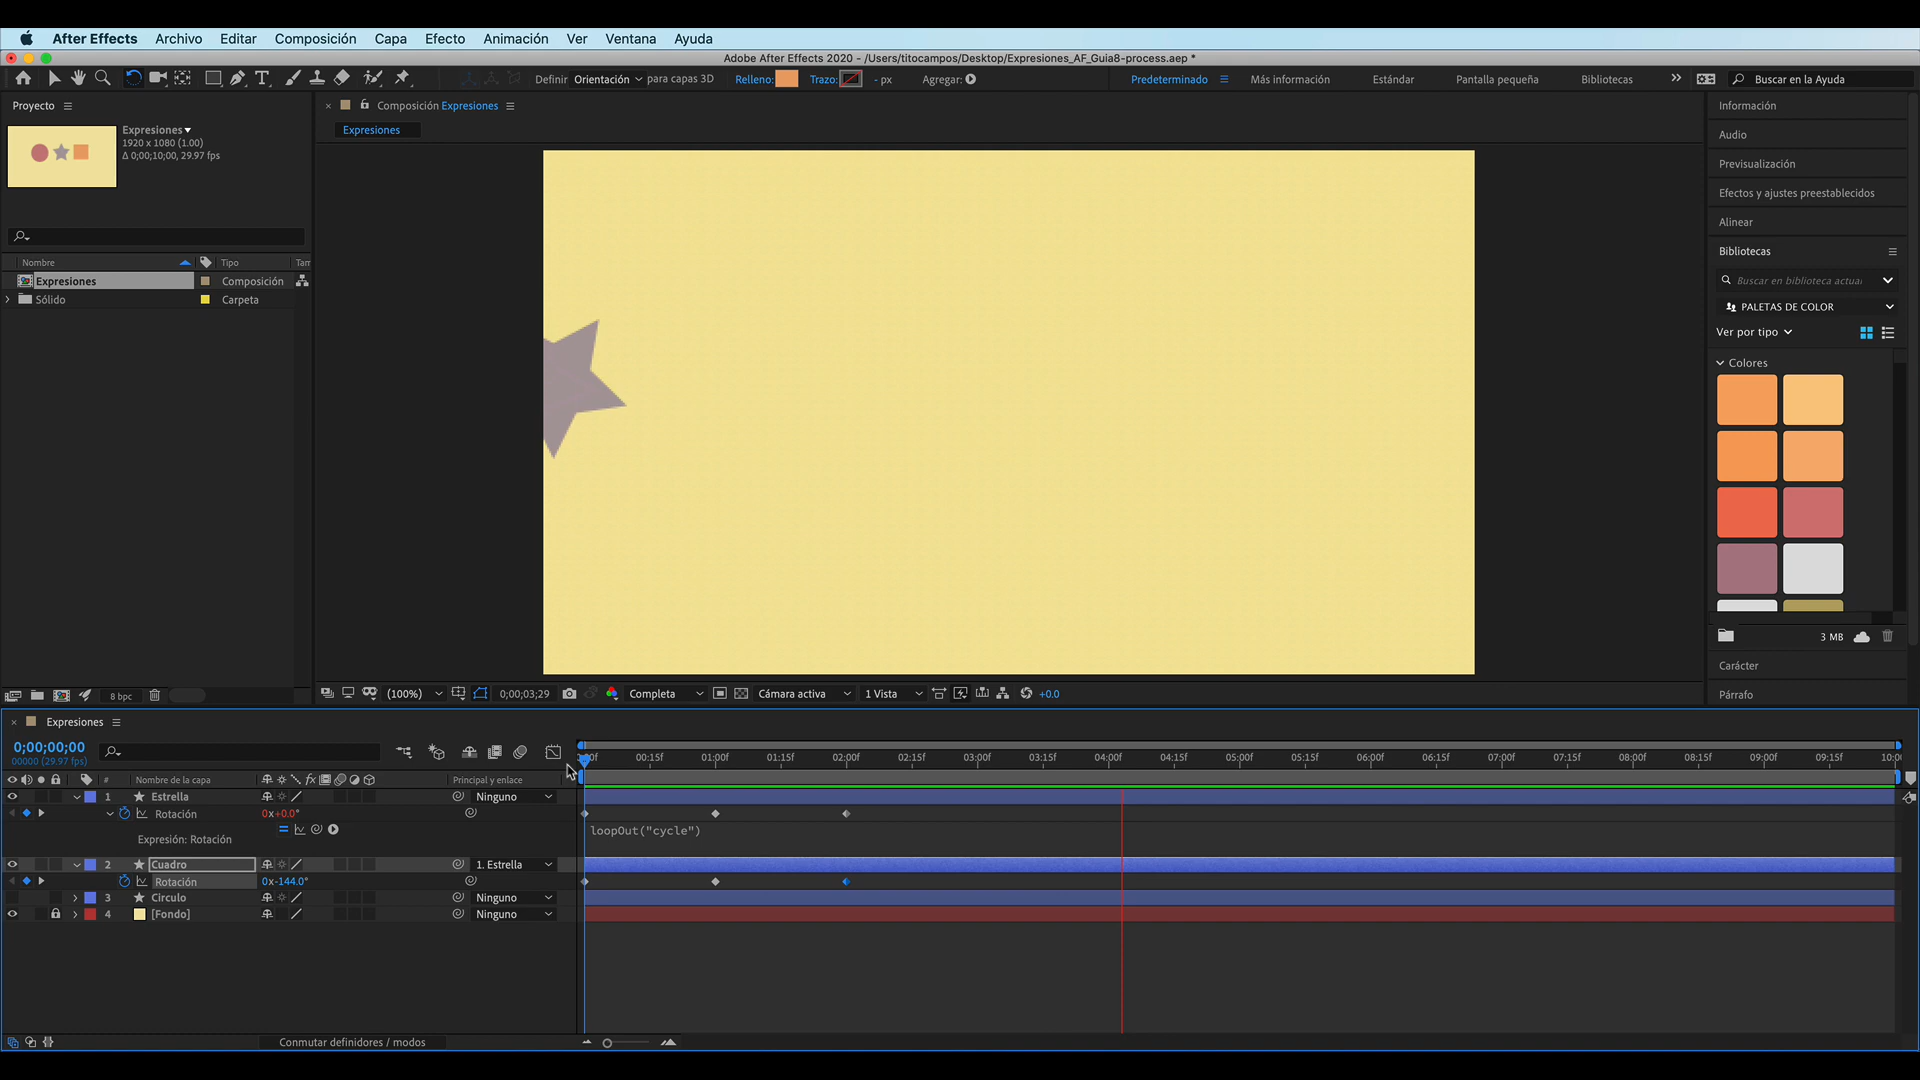 After Effects Archivo Editar Composición Capa Efecto Animación Ver Ventana Ayuda
Adobe After Effects 2020 - /Users/titocampos/Desktop/Expresiones_AF_Guia8-process.aep *
Definir Orientación para capas 3D Relleno: Trazo: - px Agregar: Predeterminado Más información Estándar Pantalla pequeña Bibliotecas Buscar en la Ayuda
Proyecto
Composición Expresiones
Expresiones
Expresiones
1920 x 1080 (1.00)
Δ 0;00;10;00, 29.97 fps
Nombre Tipo Tam
Expresiones Composición
Sólido Carpeta
8 bpc
(100%) 0;00;03;29 Completa Cámara activa 1 Vista +0.0
Información
Audio
Previsualización
Efectos y ajustes preestablecidos
Alinear
Bibliotecas
Buscar en biblioteca actual
PALETAS DE COLOR
Ver por tipo
Colores
3 MB
Carácter
Párrafo
Expresiones
0;00;00;00
00000 (29.97 fps)
00:15f 01:00f 01:15f 02:00f 02:15f 03:00f 03:15f 04:00f 04:15f 05:00f 05:15f 06:00f 06:15f 07:00f 07:15f 08:00f 08:15f 09:00f 09:15f 10:00
# Nombre de la capa Principal y enlace
1 Estrella Ninguno
Rotación 0x+0.0°
loopOut("cycle")
Expresión: Rotación
2 Cuadro 1. Estrella
Rotación 0x-144.0°
3 Circulo Ninguno
4 [Fondo] Ninguno
Conmutar definidores / modos